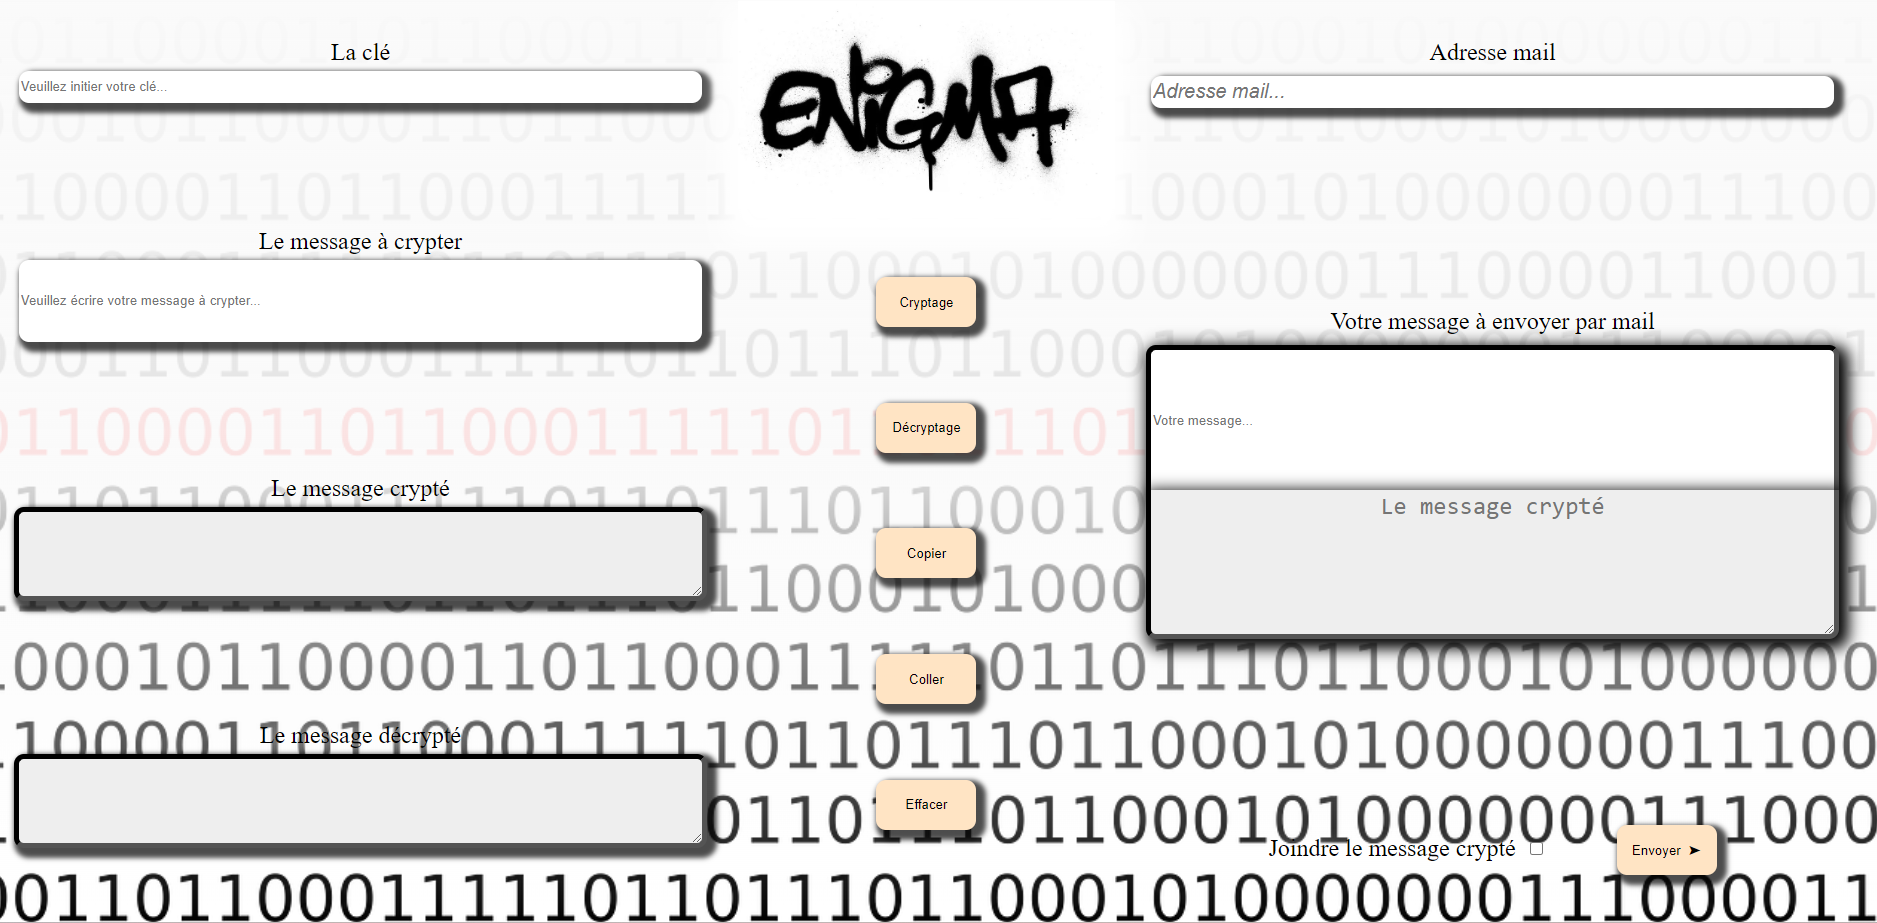 La clé
Veuillez initier votre clé...
Le message à crypter
Veuillez écrire votre message à crypter...
Le message crypté
Le message décrypté
ENiGMA
Cryptage
Décryptage
Copier
Coller
Effacer
Adresse mail
Adresse mail...
Votre message à envoyer par mail
Votre message...
Le message crypté
Joindre le message crypté
Envoyer ➤